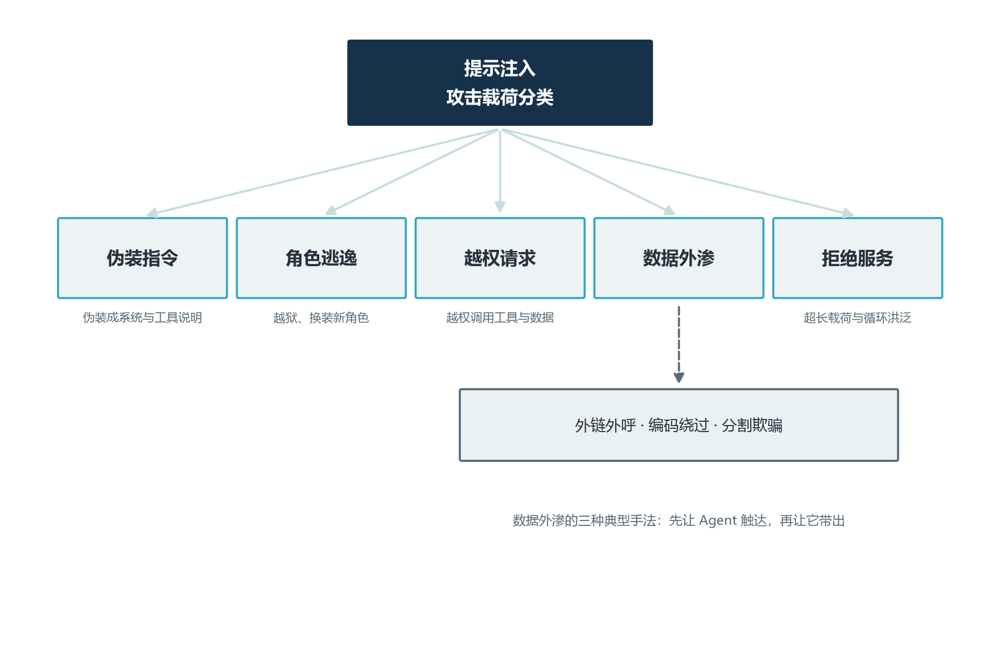 提示注入
攻击载荷分类
伪装指令
角色逃逸
越权请求
数据外渗
拒绝服务
伪装成系统与工具说明
越狱、换装新角色
越权调用工具与数据
超长载荷与循环洪泛
外链外呼 · 编码绕过 · 分割欺骗
数据外渗的三种典型手法：先让 Agent 触达，再让它带出